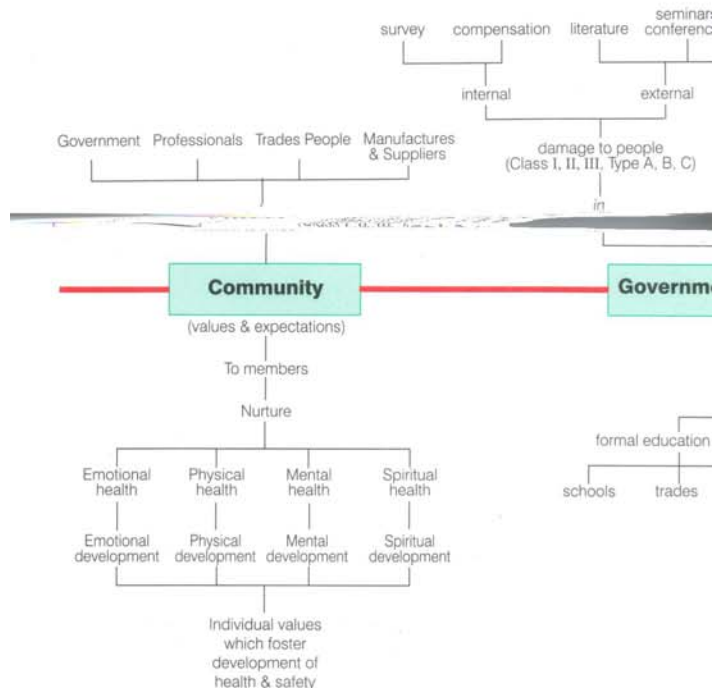 seminars
survey compensation literature
internal external
Government Professionals Trades People Manufactures
& Suppliers
damage to people
(Class I, II, III, Type A, B, C)
in
Community
(values & expectations)
To members
Nurture
Emotional
health
Physical
health
Mental
health
Spiritual
health
Emotional
development
Physical
development
Mental
development
Spiritual
development
Individual values
which foster
development of
health & safety
formal education
schools trades